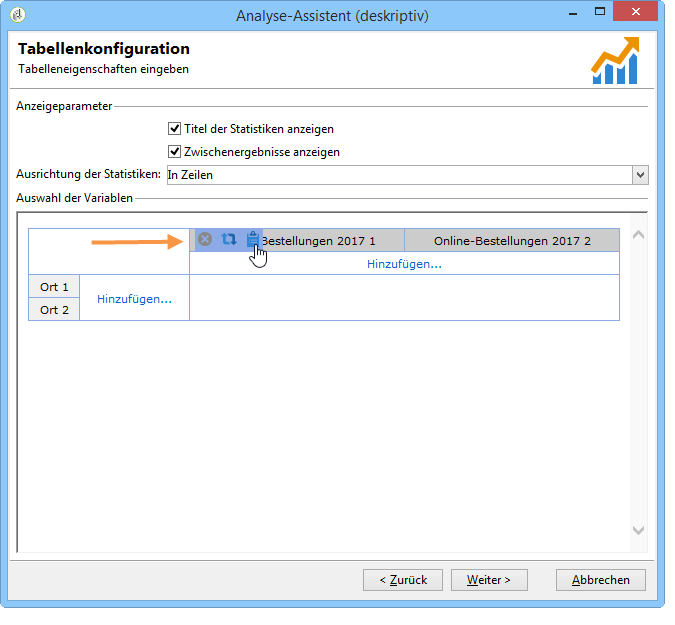 Analyse-Assistent (deskriptiv)
Tabellenkonfiguration
Tabelleneigenschaften eingeben
Anzeigeparameter
Titel der Statistiken anzeigen
Zwischenergebnisse anzeigen
Ausrichtung der Statistiken: In Zeilen
Auswahl der Variablen
Bestellungen 2017 1 Online-Bestellungen 2017 2
Hinzufügen...
Ort 1
Hinzufügen...
Ort 2
< Zurück Weiter > Abbrechen